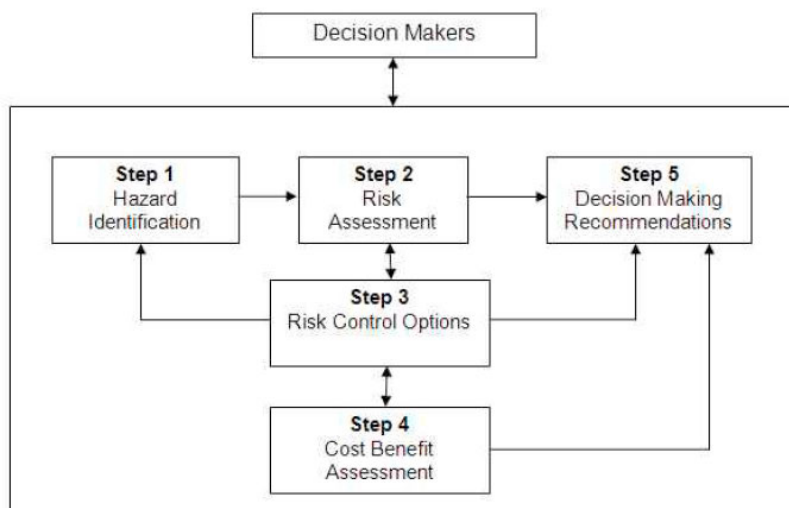 Decision Makers
Step 1
Hazard
Identification
Step 2
Risk
Assessment
Step 5
Decision Making
Recommendations
Step 3
Risk Control Options
Step 4
Cost Benefit
Assessment